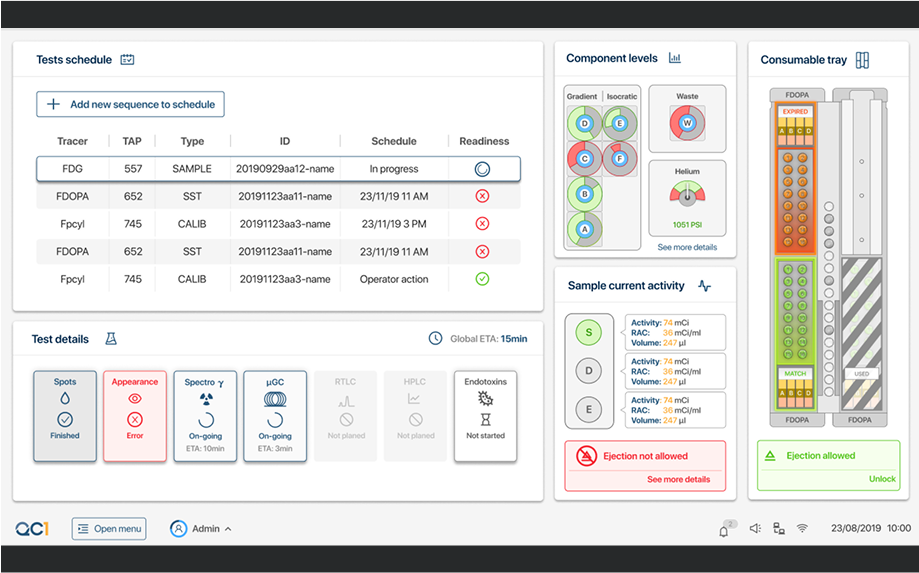 Tests schedule
Add new sequence to schedule
Tracer TAP Type ID Schedule Readiness
FDG 557 SAMPLE 20190929aa12-name In progress
FDOPA 652 SST 20191123aa11-name 23/11/19 11 AM
Fpcyl 745 CALIB 20191123aa3-name 23/11/19 3 PM
FDOPA 652 SST 20191123aa11-name 23/11/19 11 AM
Fpcyl 745 CALIB 20191123aa3-name Operator action
Test details
Global ETA: 15min
Spots
Finished
Appearance
Error
Spectro γ
On-going
ETA: 10min
µGC
On-going
ETA: 3min
RTLC
Not planed
HPLC
Not planed
Endotoxins
Not started
Component levels
Gradient Isocratic
D E
C F
B
A
Waste
W
Helium
1051 PSI
See more details
Sample current activity
S
Activity: 74 mCi
RAC: 36 mCi/ml
Volume: 247 µl
D
Activity: 74 mCi
RAC: 36 mCi/ml
Volume: 247 µl
E
Activity: 74 mCi
RAC: 36 mCi/ml
Volume: 247 µl
Ejection not allowed
See more details
Consumable tray
FDOPA
EXPIRED
A B C D
MATCH
A B C D
USED
FDOPA FDOPA
Ejection allowed
Unlock
QC1
Open menu
Admin
2
23/08/2019 10:00